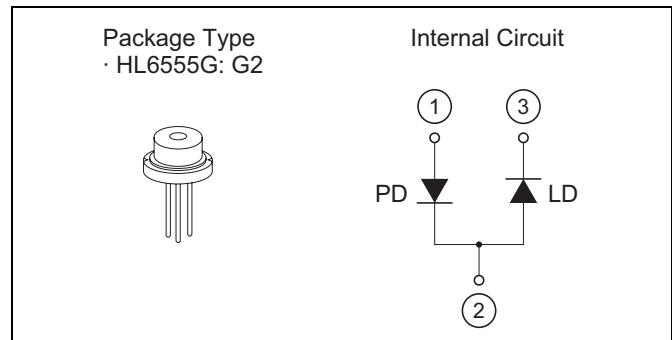 Package Type
· HL6555G: G2
Internal Circuit
1
3
PD
LD
2